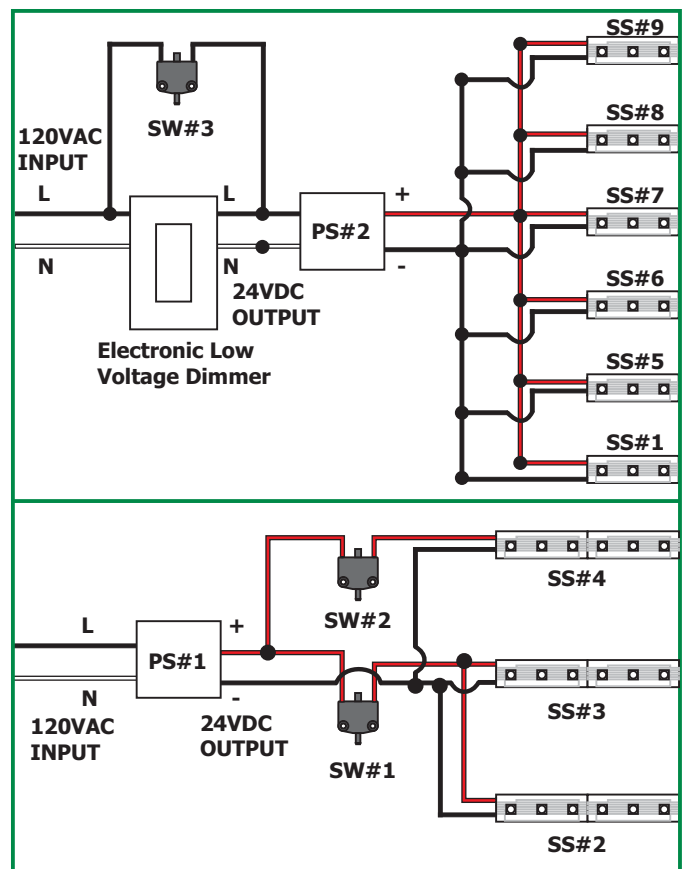 SS#9
SW#3
SS#8
120VAC
INPUT
L
L
+
SS#7
PS#2
N
N
-
24VDC
OUTPUT
SS#6
Electronic Low
Voltage Dimmer
SS#5
SS#1
SS#4
SW#2
L
+
PS#1
N
-
120VAC
INPUT
24VDC
OUTPUT
SS#3
SW#1
SS#2